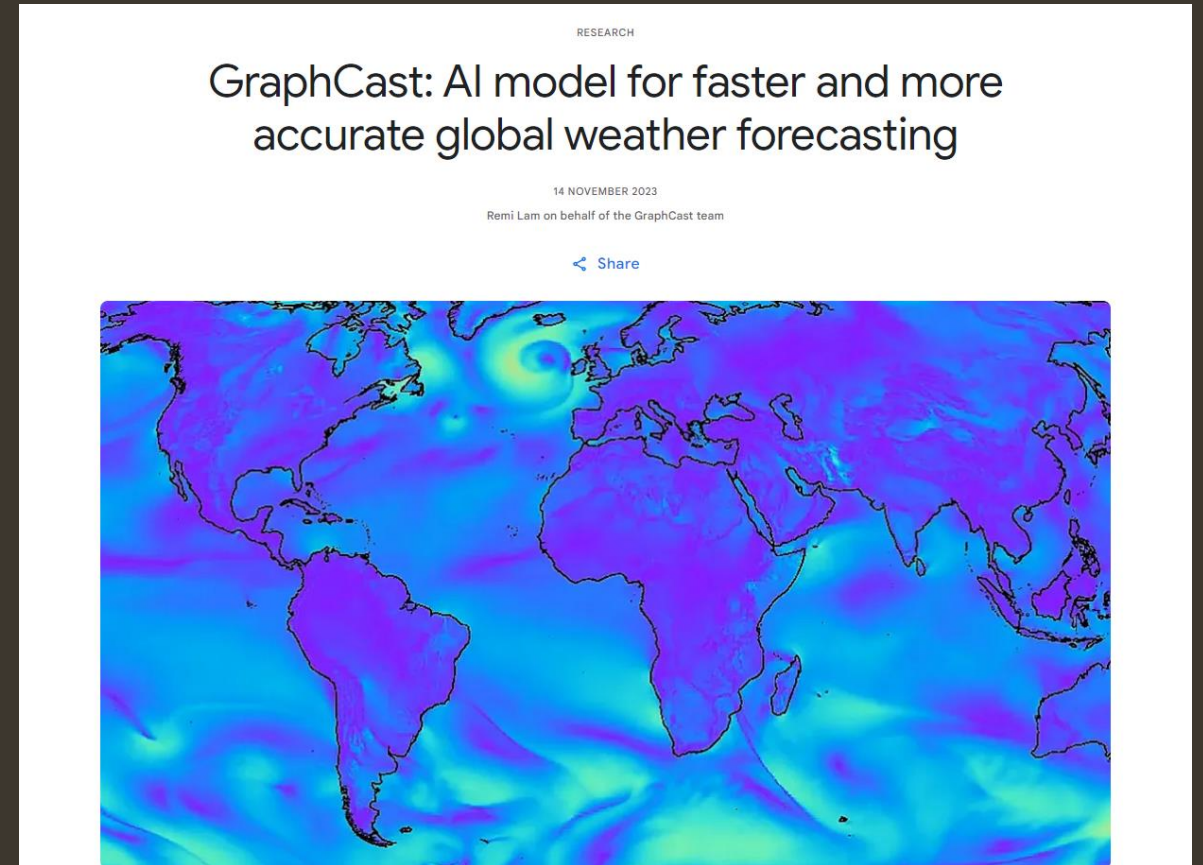 RESEARCH
GraphCast: AI model for faster and more
accurate global weather forecasting
14 NOVEMBER 2023
Remi Lam on behalf of the GraphCast team
Share